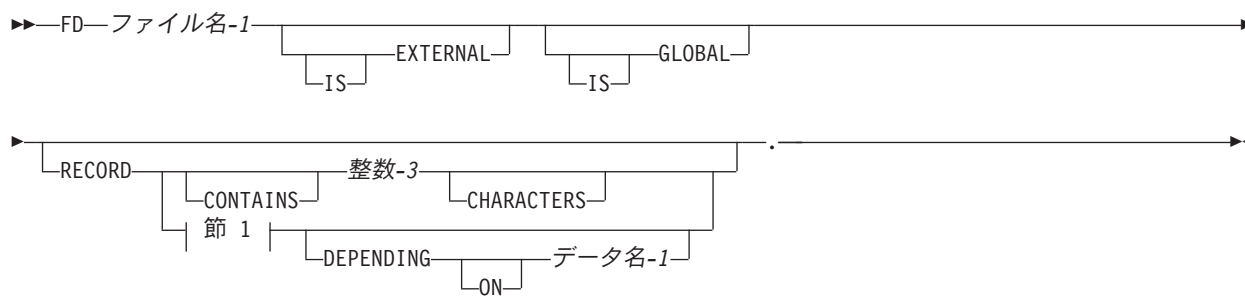 FD ファイル名-1 EXTERNAL GLOBAL
IS IS
RECORD 整数-3 .
CONTAINS CHARACTERS
節 1
DEPENDING データ名-1
ON